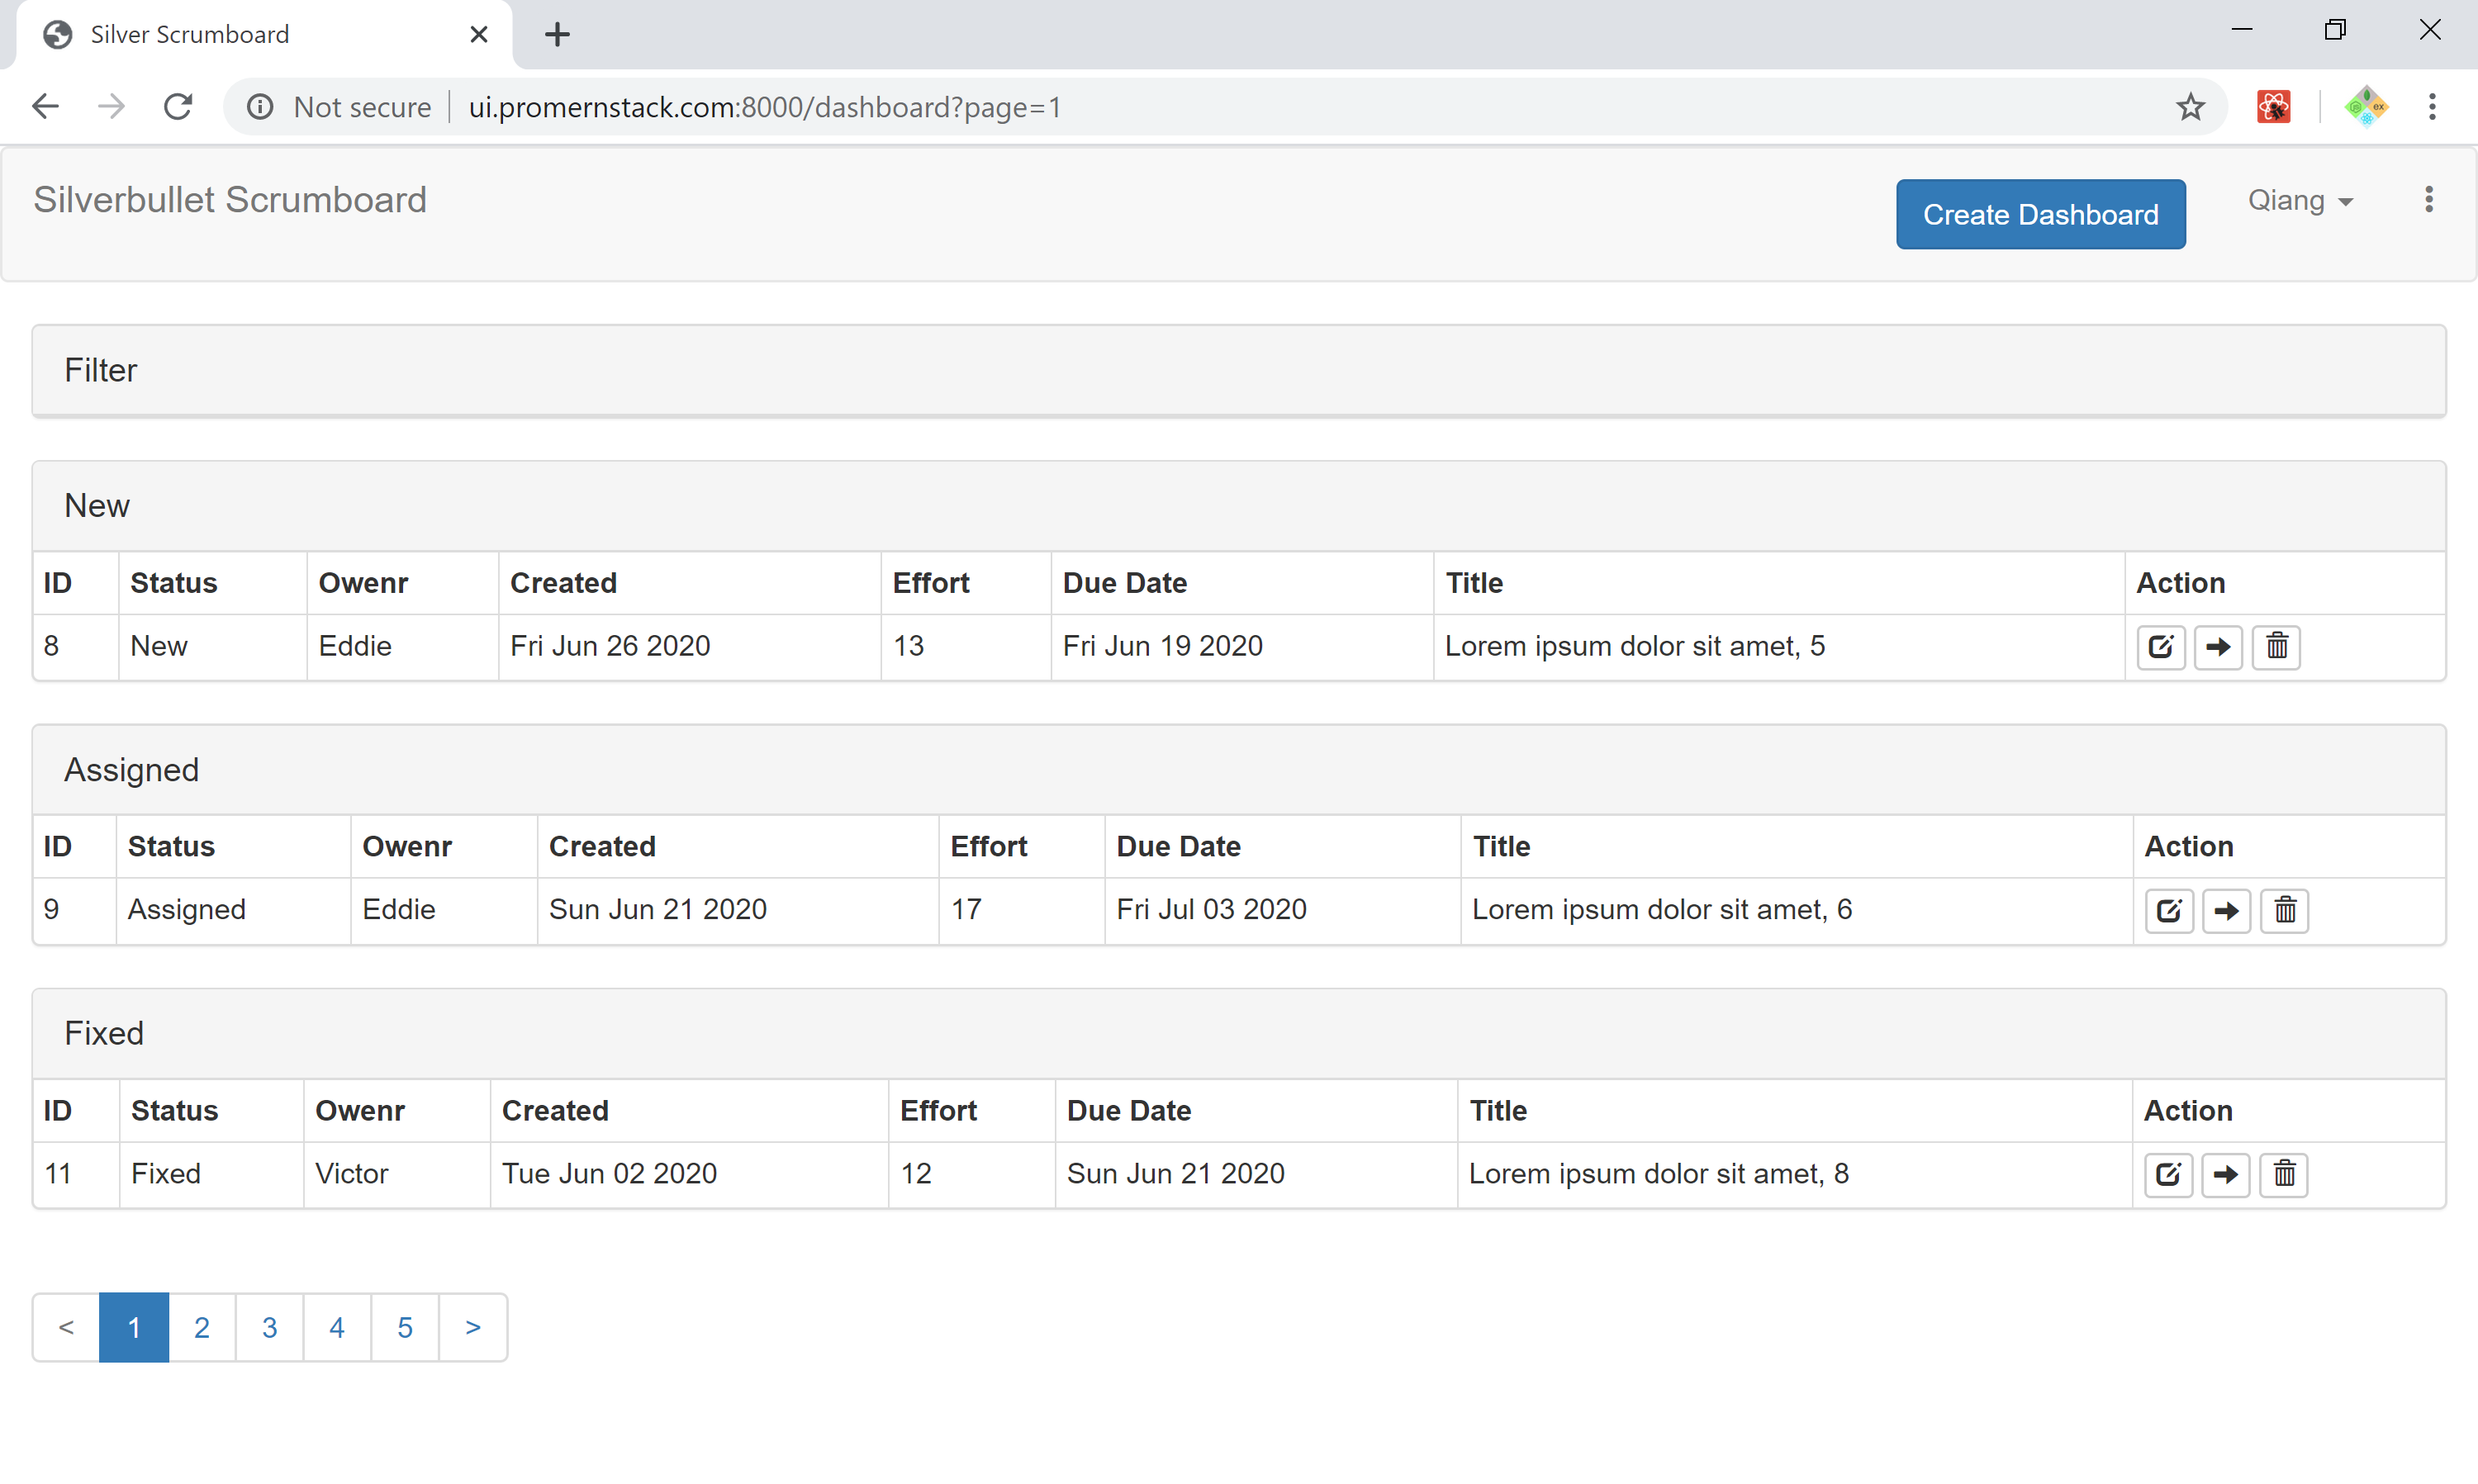 Silver Scrumboard
Not secure ui.promernstack.com:8000/dashboard?page=1
Silverbullet Scrumboard Create Dashboard Qiang
Filter
New
ID Status Owenr Created Effort Due Date Title Action
8 New Eddie Fri Jun 26 2020 13 Fri Jun 19 2020 Lorem ipsum dolor sit amet, 5
Assigned
ID Status Owenr Created Effort Due Date Title Action
9 Assigned Eddie Sun Jun 21 2020 17 Fri Jul 03 2020 Lorem ipsum dolor sit amet, 6
Fixed
ID Status Owenr Created Effort Due Date Title Action
11 Fixed Victor Tue Jun 02 2020 12 Sun Jun 21 2020 Lorem ipsum dolor sit amet, 8
< 1 2 3 4 5 >